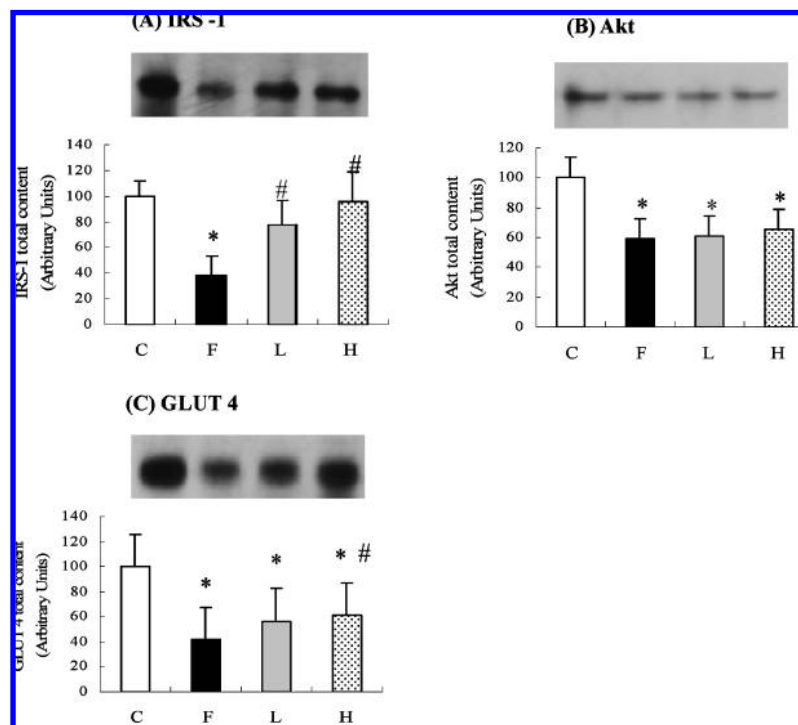 (A) IRS -1
IRS-1 total content
(Arbitrary Units)
140
120
100
80
60
40
20
0
*
#
#
C F L H
(B) Akt
Akt total content
(Arbitrary Units)
120
100
80
60
40
20
0
* * *
C F L H
(C) GLUT 4
GLUT 4 total content
(Arbitrary Units)
140
120
100
80
60
40
20
0
* * * #
C F L H